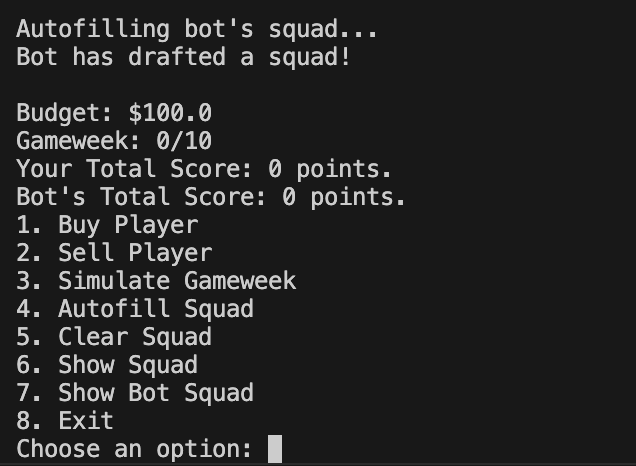 Autofilling bot's squad...
Bot has drafted a squad!
Budget: $100.0
Gameweek: 0/10
Your Total Score: 0 points.
Bot's Total Score: 0 points.
1. Buy Player
2. Sell Player
3. Simulate Gameweek
4. Autofill Squad
5. Clear Squad
6. Show Squad
7. Show Bot Squad
8. Exit
Choose an option: